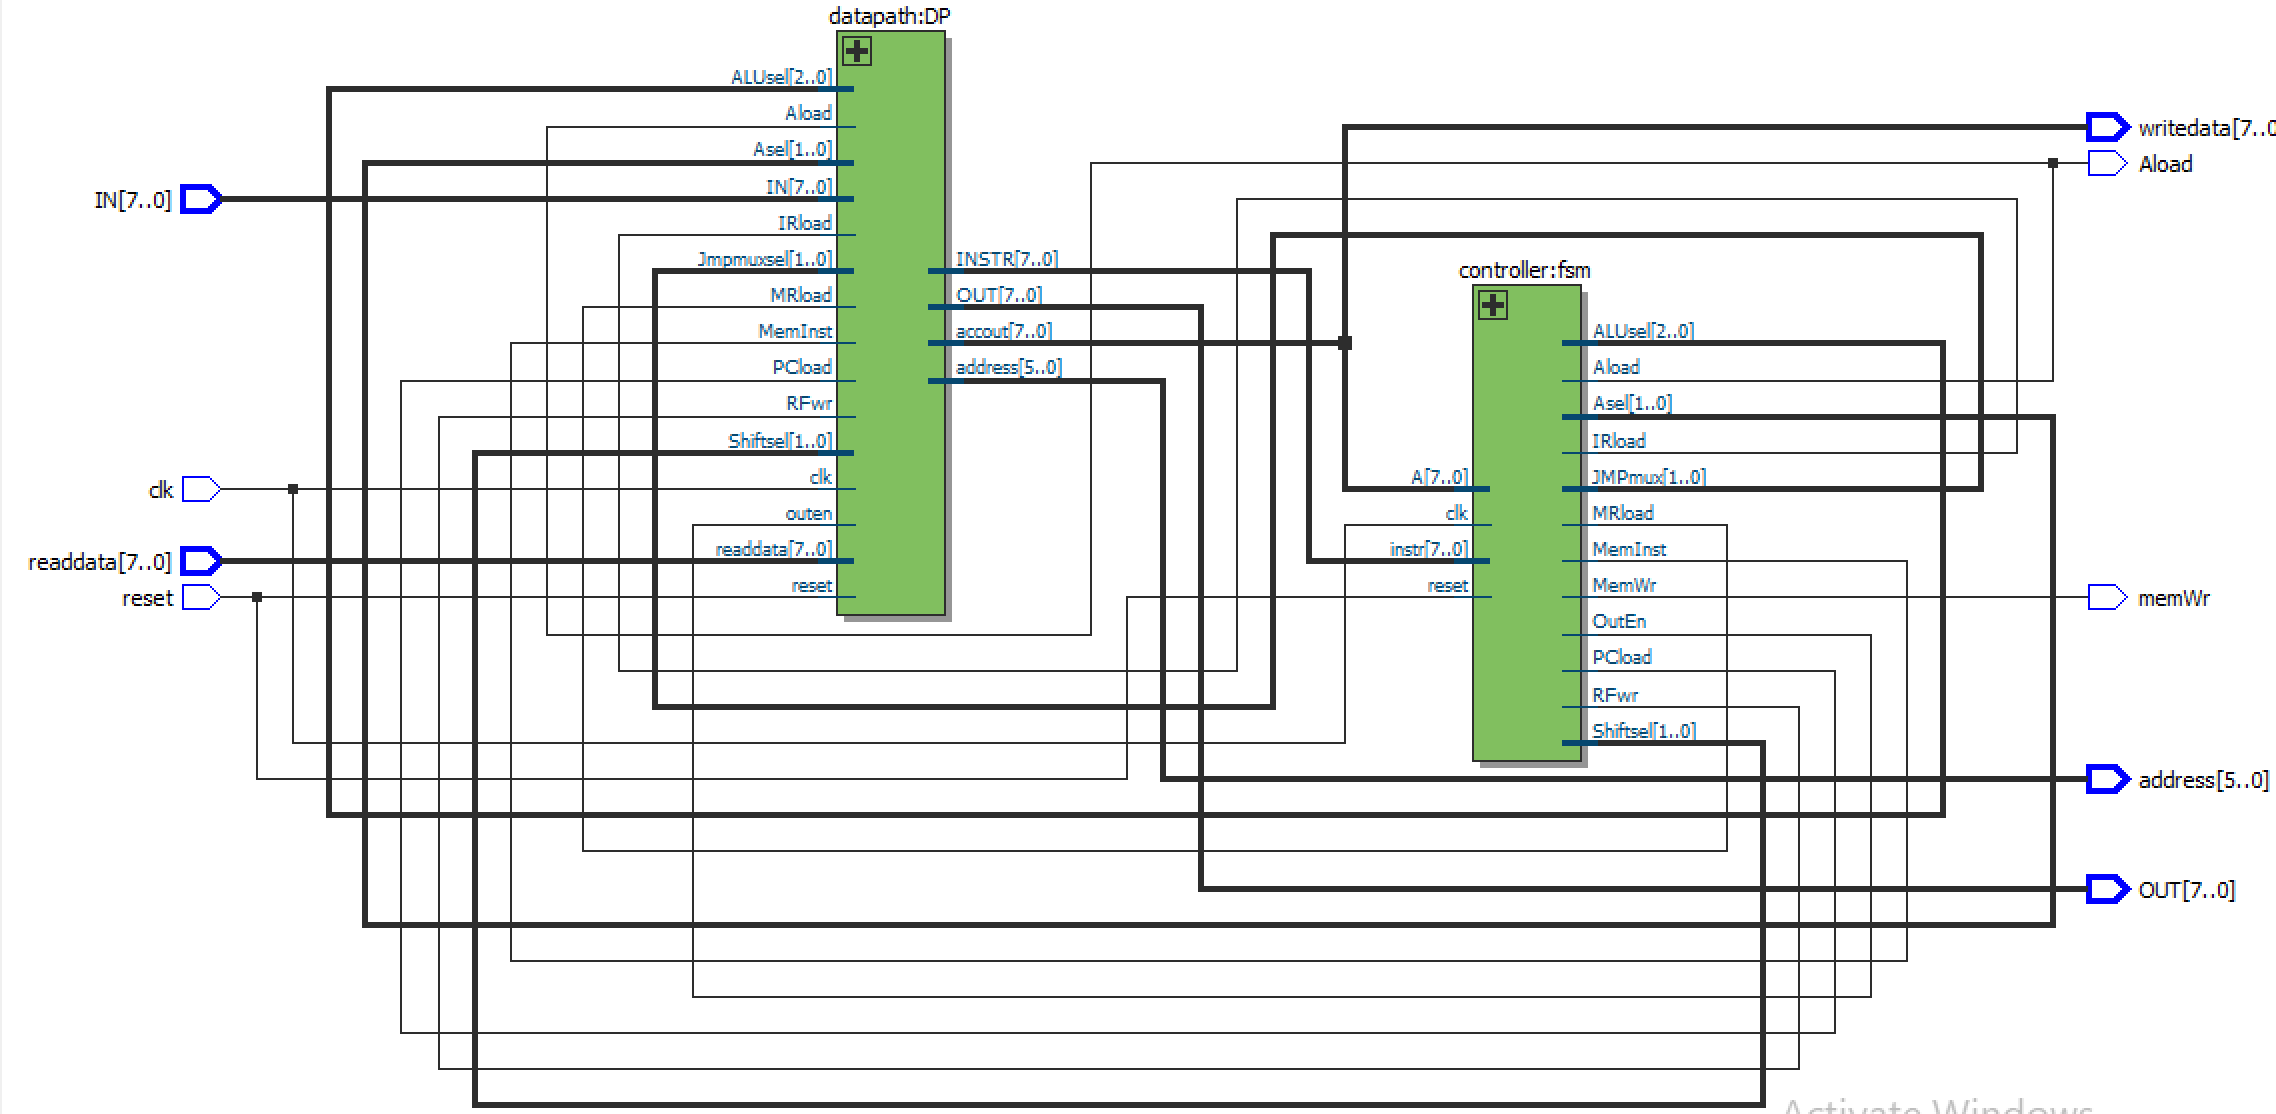 datapath:DP
ALUsel[2..0]
Aload
Asel[1..0]
IN[7..0]
IRload
Jmpmuxsel[1..0]
MRload
MemInst
PCload
RFwr
Shiftsel[1..0]
clk
outen
readdata[7..0]
reset
INSTR[7..0]
OUT[7..0]
accout[7..0]
address[5..0]
IN[7..0]
clk
readdata[7..0]
reset
controller:fsm
A[7..0]
clk
instr[7..0]
reset
ALUsel[2..0]
Aload
Asel[1..0]
IRload
JMPmux[1..0]
MRload
MemInst
MemWr
OutEn
PCload
RFwr
Shiftsel[1..0]
writedata[7..0
Aload
memWr
address[5..0]
OUT[7..0]
Activate Windows